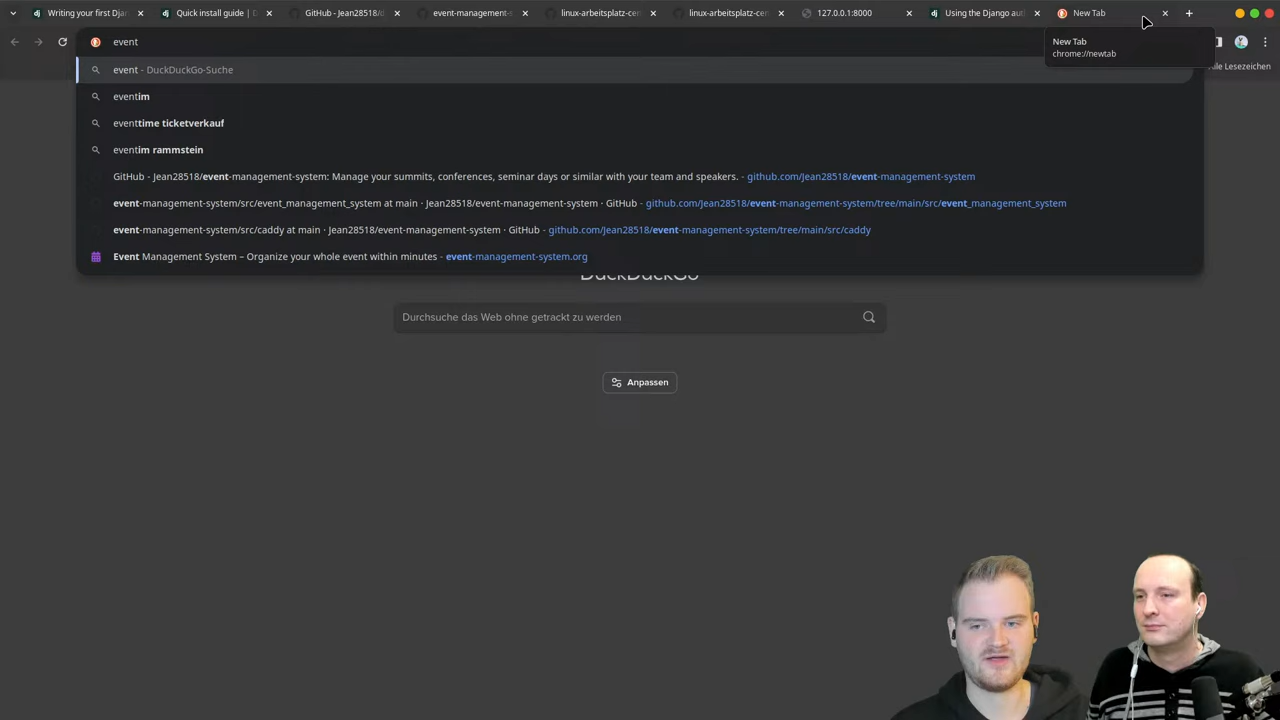 Writing your first Djan
Quick install guide | D
GitHub - Jean28518/d
event-management-s
linux-arbeitsplatz-cen
linux-arbeitsplatz-cen
127.0.0.1:8000
Using the Django aut
New Tab
event
New Tab
chrome://newtab
event - DuckDuckGo-Suche
Alle Lesezeichen
eventim
eventtime ticketverkauf
eventim rammstein
GitHub - Jean28518/event-management-system: Manage your summits, conferences, seminar days or similar with your team and speakers. - github.com/Jean28518/event-management-system
event-management-system/src/event_management_system at main · Jean28518/event-management-system · GitHub - github.com/Jean28518/event-management-system/tree/main/src/event_management_system
event-management-system/src/caddy at main · Jean28518/event-management-system · GitHub - github.com/Jean28518/event-management-system/tree/main/src/caddy
Event Management System – Organize your whole event within minutes - event-management-system.org
DuckDuckGo
Durchsuche das Web ohne getrackt zu werden
Anpassen